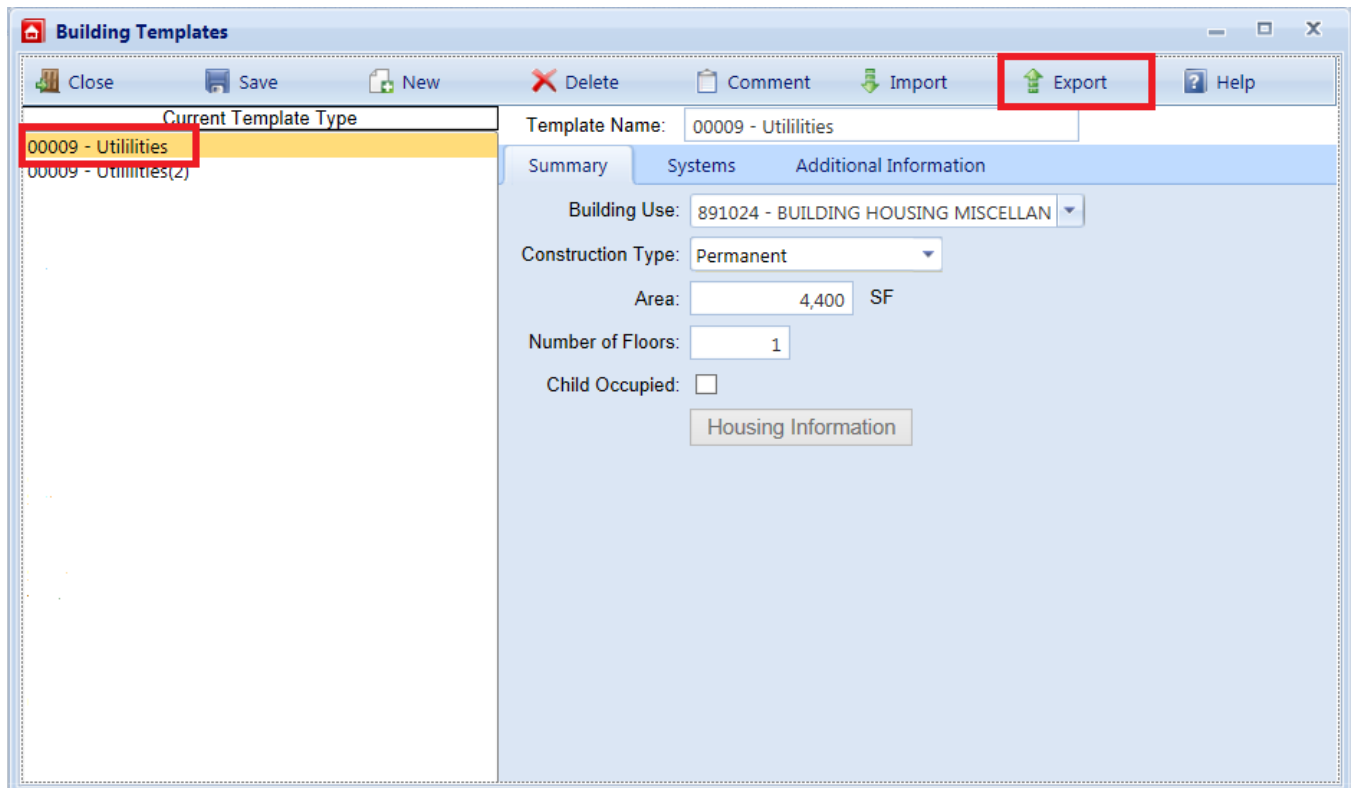 Building Templates
Close Save New Delete Comment Import Export Help
Current Template Type
00009 - Utililities
00009 - Utililities(2)
Template Name: 00009 - Utililities
Summary Systems Additional Information
Building Use: 891024 - BUILDING HOUSING MISCELLAN
Construction Type: Permanent
Area: 4,400 SF
Number of Floors: 1
Child Occupied:
Housing Information